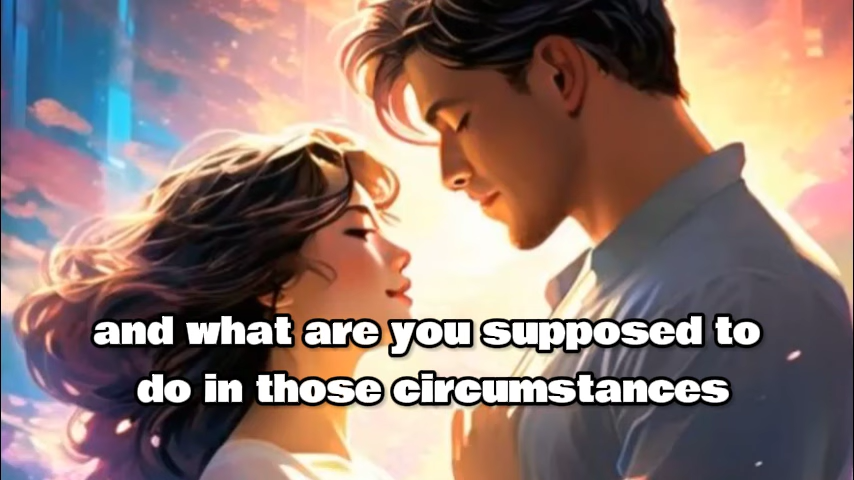 and what are you supposed to
do in those circumstances